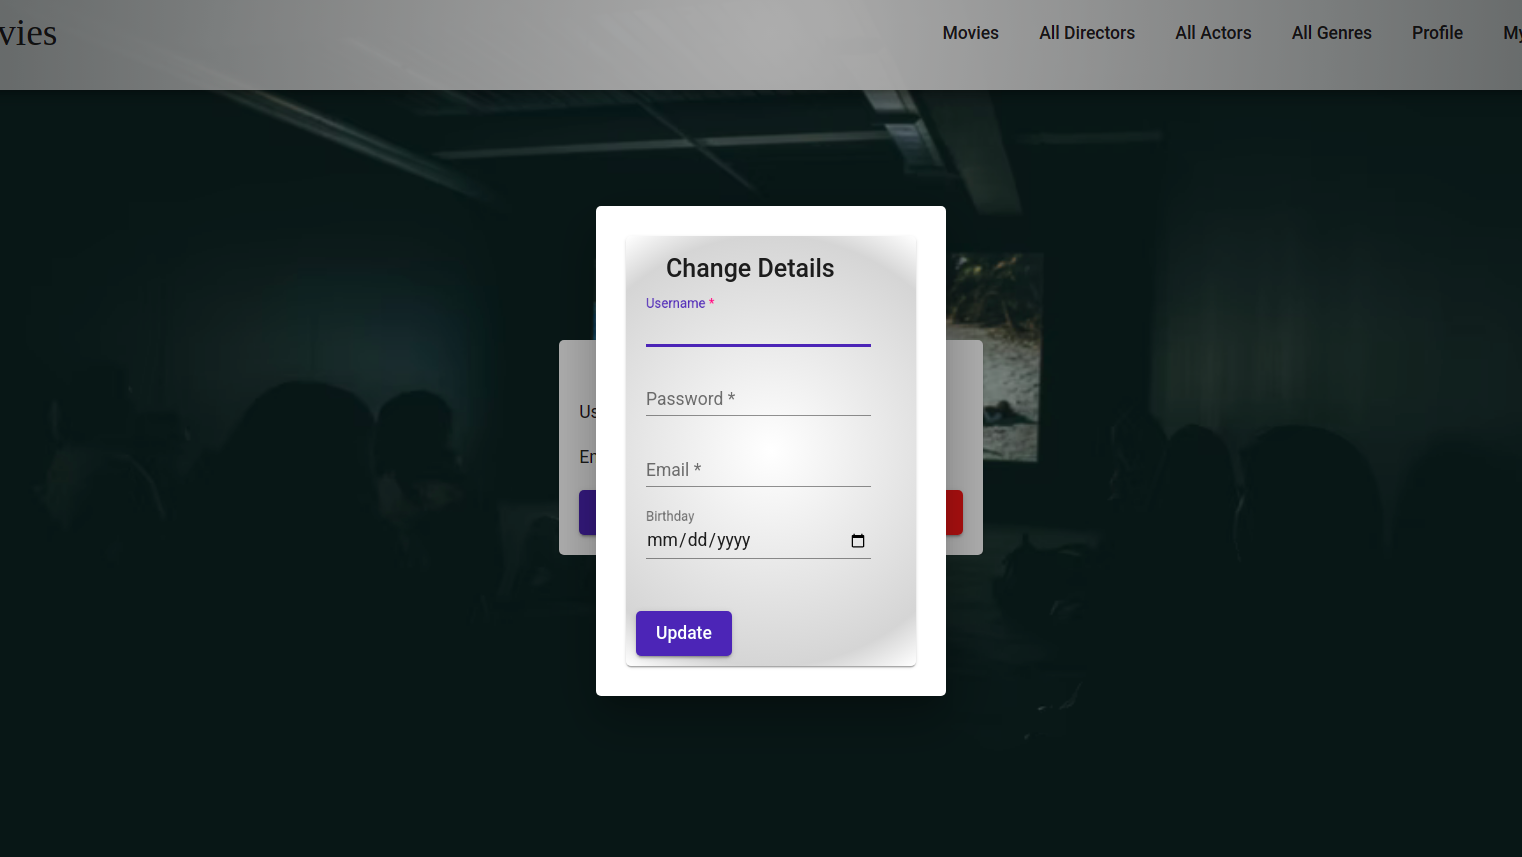 vies
Movies All Directors All Actors All Genres Profile My
Change Details
Username *
Password *
Us
Email *
En
Birthday
mm/dd/yyyy
Update